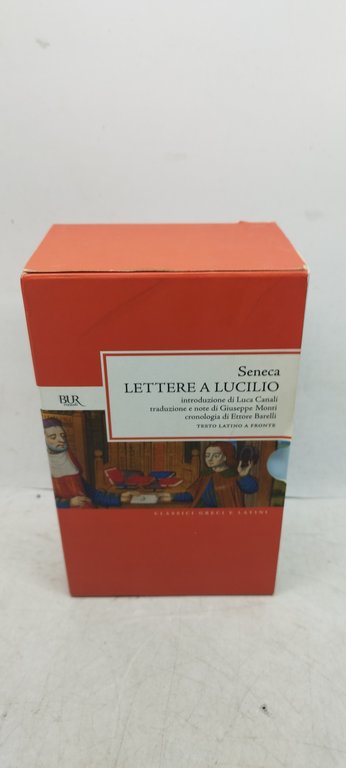 Seneca
LETTERE A LUCILIO
introduzione di Luca Canali
traduzione e note di Giuseppe Monti
cronologia di Ettore Barelli
TESTO LATINO A FRONTE
BUR
CLASSICI GRECI E LATINI